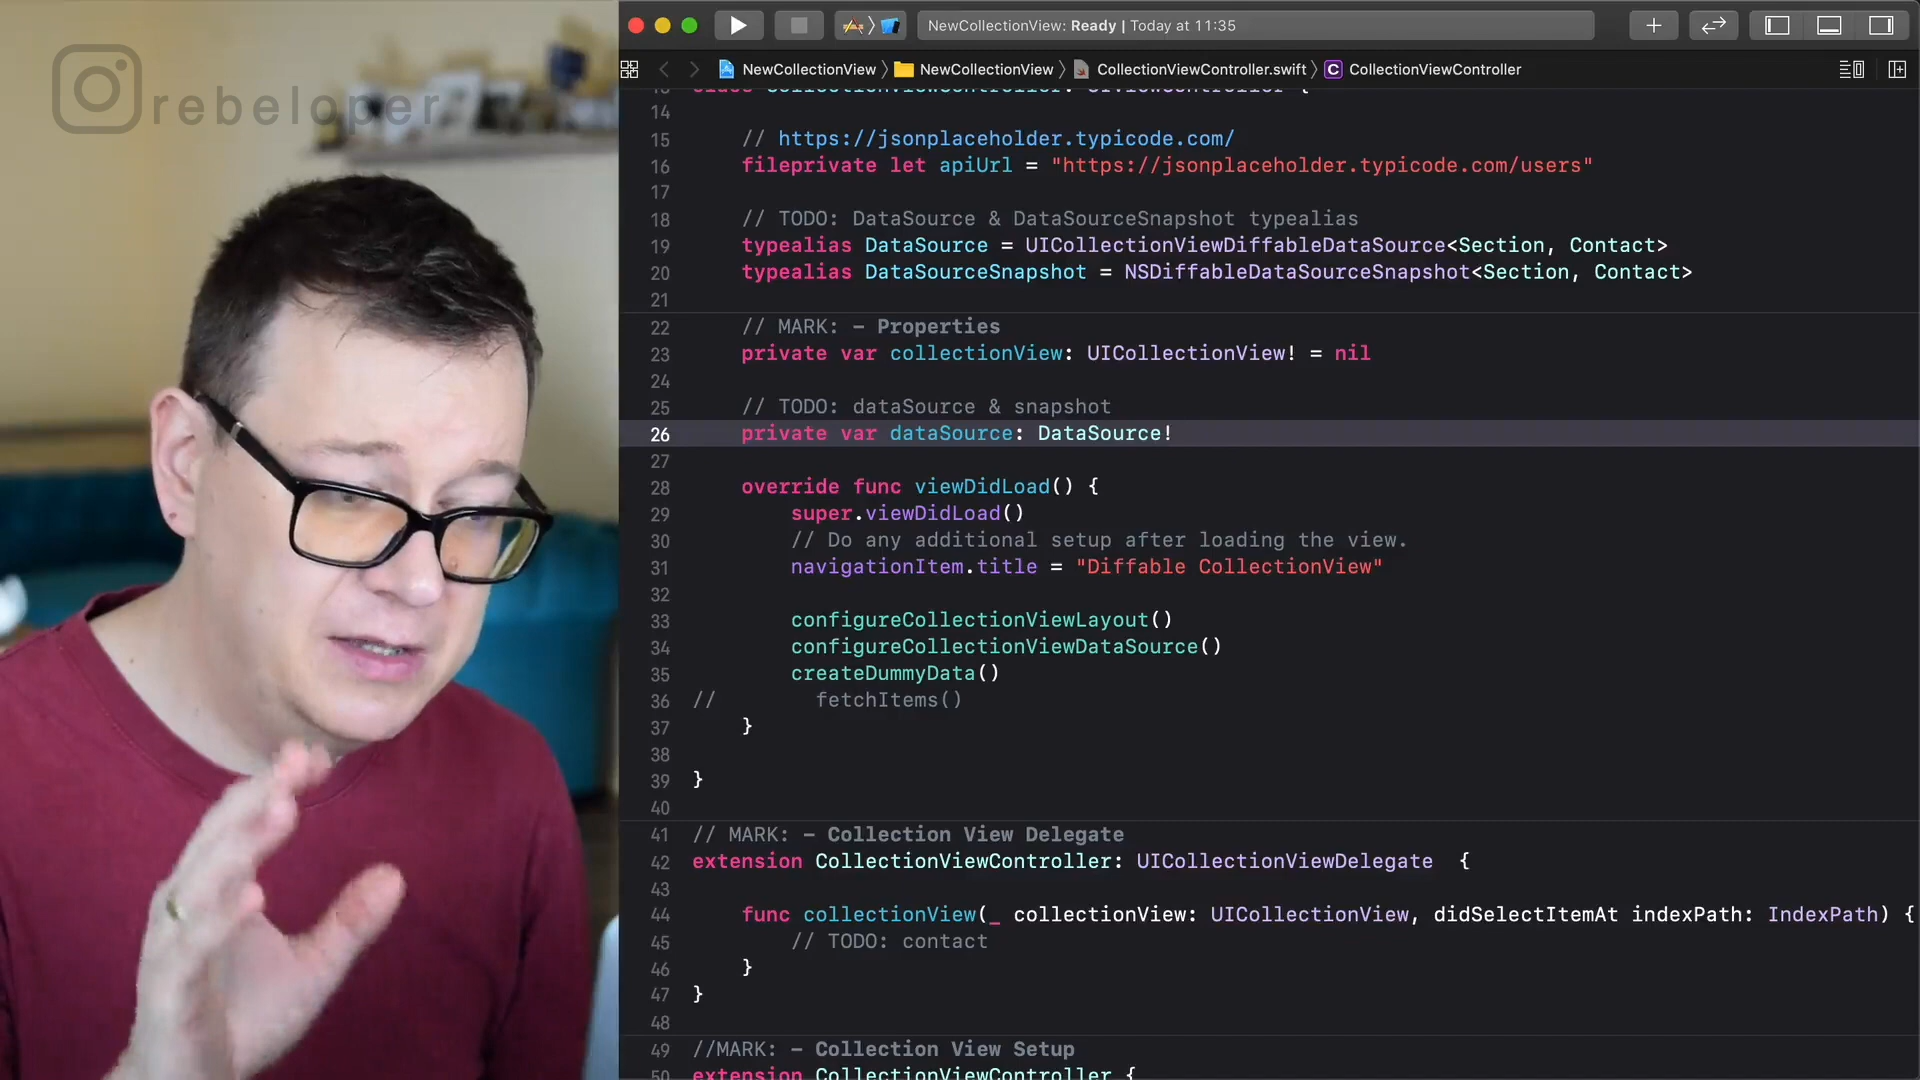 rebeloper
NewCollectionView: Ready | Today at 11:35
NewCollectionView
NewCollectionView
CollectionViewController.swift
C CollectionViewController
14
15 // https://jsonplaceholder.typicode.com/
16 fileprivate let apiUrl = "https://jsonplaceholder.typicode.com/users"
17
18 // TODO: DataSource & DataSourceSnapshot typealias
19 typealias DataSource = UICollectionViewDiffableDataSource<Section, Contact>
20 typealias DataSourceSnapshot = NSDiffableDataSourceSnapshot<Section, Contact>
21
22 // MARK: - Properties
23 private var collectionView: UICollectionView! = nil
24
25 // TODO: dataSource & snapshot
26 private var dataSource: DataSource!
27
28 override func viewDidLoad() {
29 super.viewDidLoad()
30 // Do any additional setup after loading the view.
31 navigationItem.title = "Diffable CollectionView"
32
33 configureCollectionViewLayout()
34 configureCollectionViewDataSource()
35 createDummyData()
36 // fetchItems()
37 }
38
39 }
40
41 // MARK: - Collection View Delegate
42 extension CollectionViewController: UICollectionViewDelegate {
43
44 func collectionView(_ collectionView: UICollectionView, didSelectItemAt indexPath: IndexPath) {
45 // TODO: contact
46 }
47 }
48
49 //MARK: - Collection View Setup
50 extension CollectionViewController {